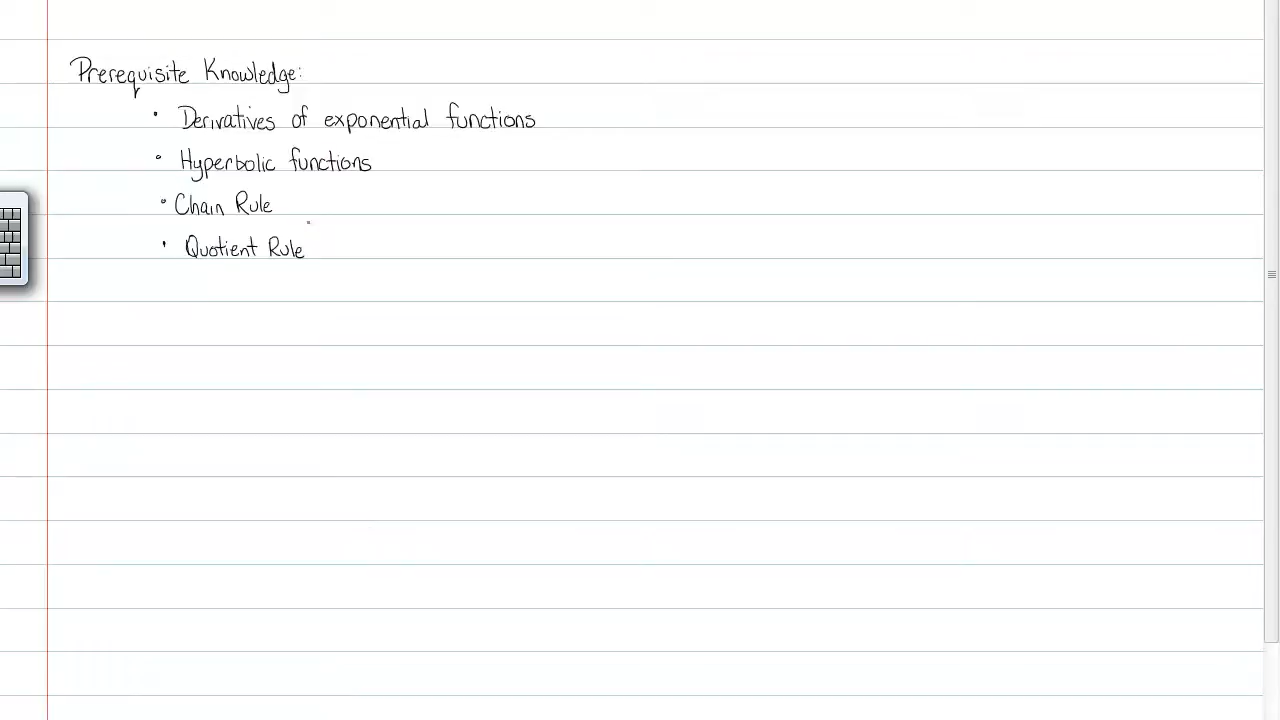 Prerequisite Knowledge:
• Derivatives of exponential functions
• Hyperbolic functions
• Chain Rule
• Quotient Rule